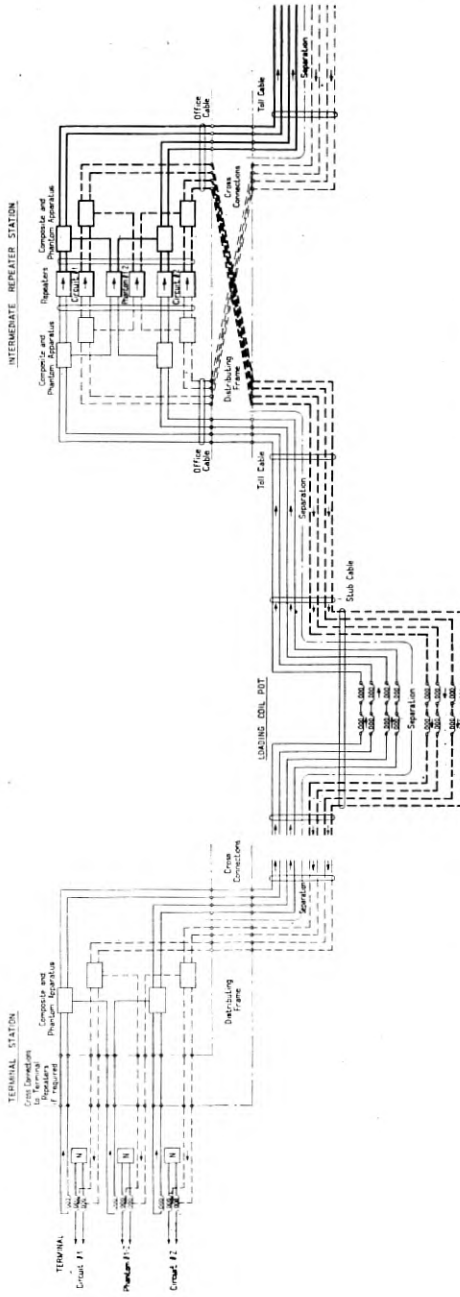 TERMINAL STATION
Cross Connections
to Terminal
Repeaters
if required
Composite and
Phantom Apparatus
TERMINAL
Circuit #1
Phantom #1-2
Circuit #2
N
N
N
Distributing
Frame
Cross
Connections
Separation
LOADING COIL POT
Separation
Stub Cable
Separation
Toll Cable
INTERMEDIATE REPEATER STATION
Composite and
Phantom Apparatus
Repeaters
Composite and
Phantom Apparatus
Circuit #1
Phantom #1-2
Circuit #2
Office
Cable
Distributing
Frame
Cross
Connections
Office
Cable
Toll Cable
Separation